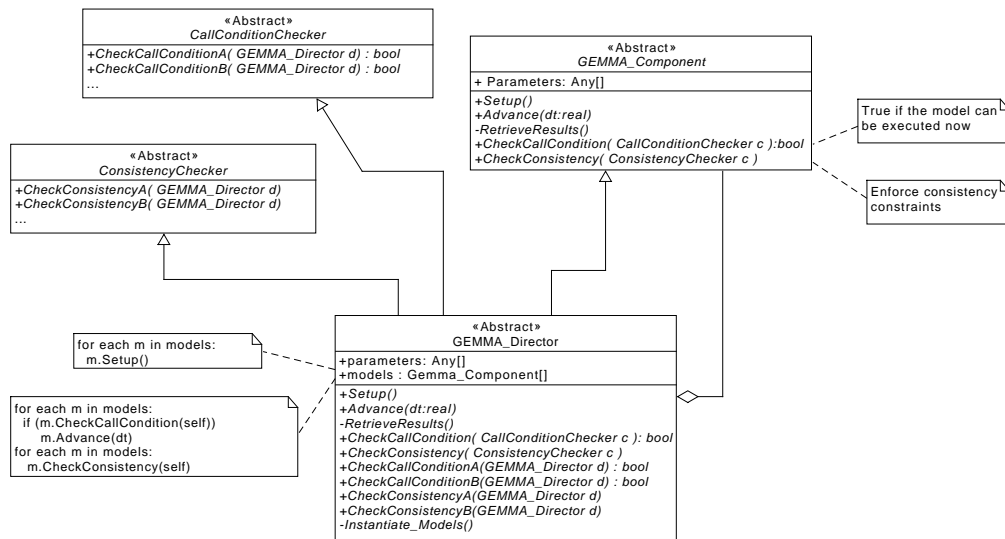 «Abstract»
CallConditionChecker
+CheckCallConditionA( GEMMA_Director d) : bool
+CheckCallConditionB( GEMMA_Director d) : bool
...
«Abstract»
GEMMA_Component
+ Parameters: Any[]
+Setup()
+Advance(dt:real)
-RetrieveResults()
+CheckCallCondition( CallConditionChecker c ):bool
+CheckConsistency( ConsistencyChecker c )
True if the model can
be executed now
Enforce consistency
constraints
«Abstract»
ConsistencyChecker
+CheckConsistencyA( GEMMA_Director d)
+CheckConsistencyB( GEMMA_Director d)
...
for each m in models:
m.Setup()
for each m in models:
if (m.CheckCallCondition(self))
m.Advance(dt)
for each m in models:
m.CheckConsistency(self)
«Abstract»
GEMMA_Director
+parameters: Any[]
+models : Gemma_Component[]
+Setup()
+Advance(dt:real)
-RetrieveResults()
+CheckCallCondition( CallConditionChecker c ): bool
+CheckConsistency( ConsistencyChecker c )
+CheckCallConditionA(GEMMA_Director d) : bool
+CheckCallConditionB(GEMMA_Director d) : bool
+CheckConsistencyA(GEMMA_Director d)
+CheckConsistencyB(GEMMA_Director d)
-Instantiate_Models()